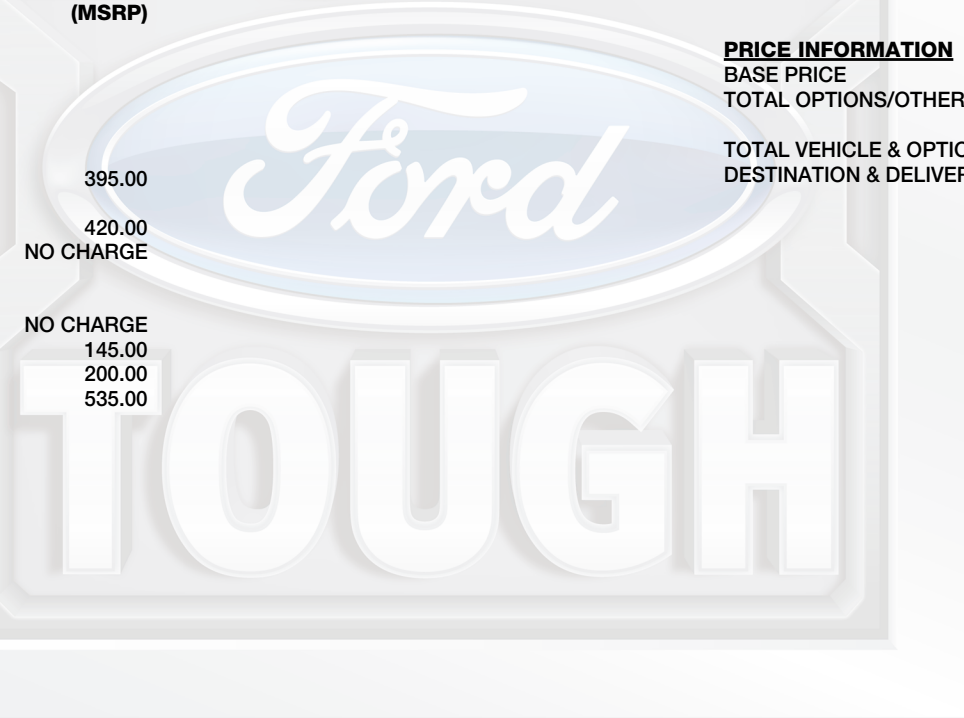 (MSRP)
395.00
420.00
NO CHARGE
NO CHARGE
145.00
200.00
535.00
PRICE INFORMATION
BASE PRICE
TOTAL OPTIONS/OTHER
TOTAL VEHICLE & OPTIO
DESTINATION & DELIVER
Ford
TOUGH